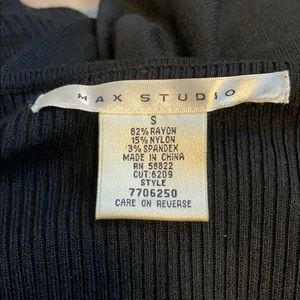 MAX STUDIO
S
82% RAYON
15% NYLON
3% SPANDEX
MADE IN CHINA
RN 58822
CUT:6209
STYLE
7706250
CARE ON REVERSE